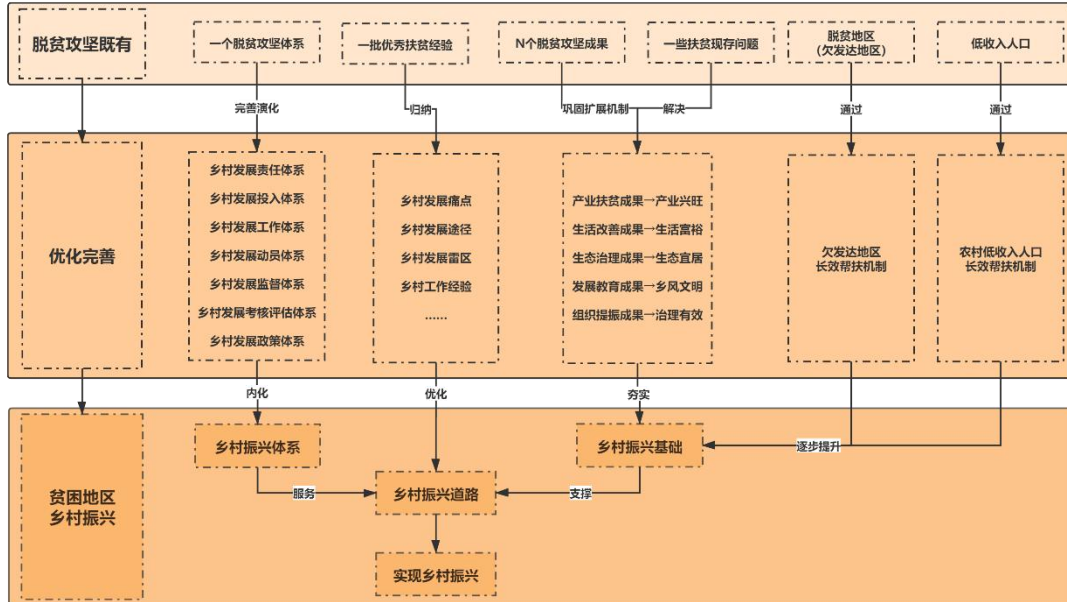 脱贫攻坚既有
一个脱贫攻坚体系
一批优秀扶贫经验
N个脱贫攻坚成果
一些扶贫现存问题
脱贫地区
（欠发达地区）
低收入人口
完善演化
归纳
巩固扩展机制
解决
通过
通过
优化完善
乡村发展责任体系
乡村发展投入体系
乡村发展工作体系
乡村发展动员体系
乡村发展监督体系
乡村发展考核评估体系
乡村发展政策体系
乡村发展痛点
乡村发展途径
乡村发展雷区
乡村工作经验
……
产业扶贫成果→产业兴旺
生活改善成果→生活富裕
生态治理成果→生态宜居
发展教育成果→乡风文明
组织提振成果→治理有效
欠发达地区
长效帮扶机制
农村低收入人口
长效帮扶机制
内化
优化
夯实
贫困地区
乡村振兴
乡村振兴体系
乡村振兴基础
逐步提升
服务
乡村振兴道路
支撑
实现乡村振兴